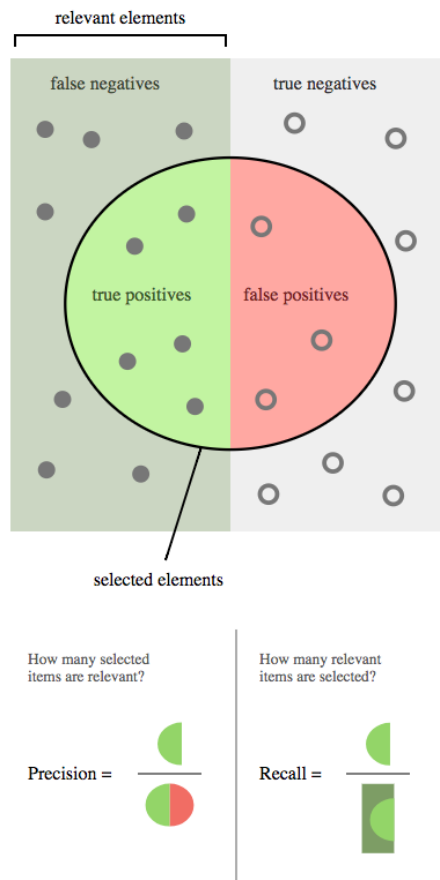 relevant elements
false negatives
true negatives
true positives
false positives
selected elements
How many selected
items are relevant?
How many relevant
items are selected?
Precision =
Recall =